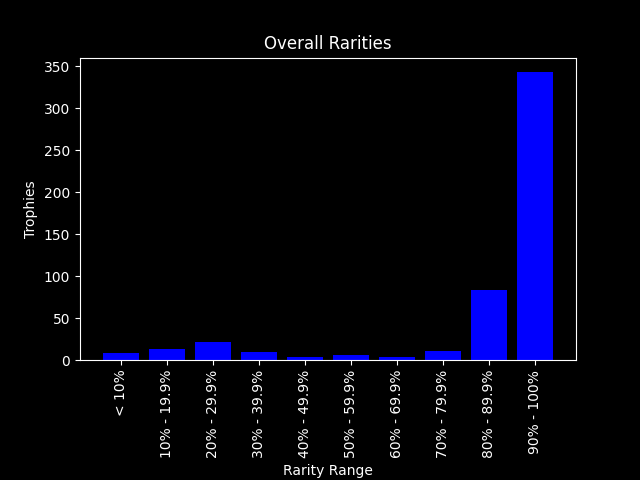 Overall Rarities
350
300
250
200
150
100
50
0
Trophies
< 10%
10% - 19.9%
20% - 29.9%
30% - 39.9%
40% - 49.9%
50% - 59.9%
60% - 69.9%
70% - 79.9%
80% - 89.9%
90% - 100%
Rarity Range